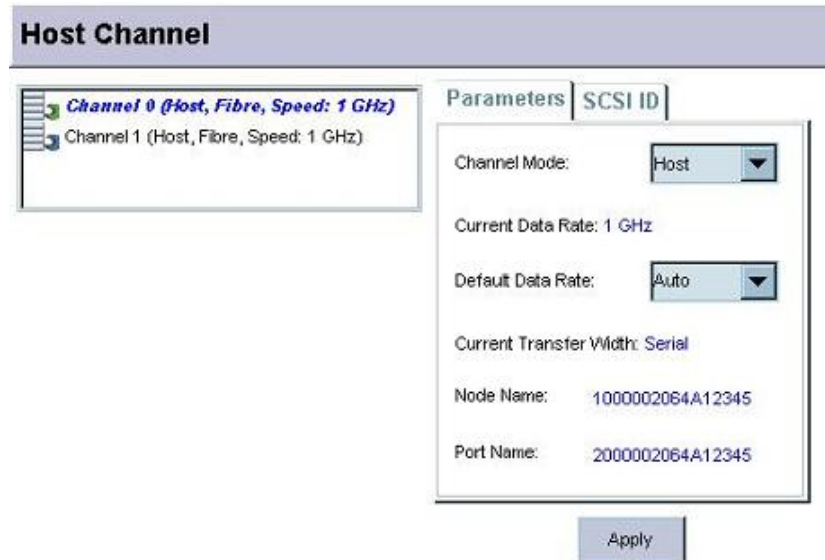 Host Channel
Channel 0 (Host, Fibre, Speed: 1 GHz)
Channel 1 (Host, Fibre, Speed: 1 GHz)
Parameters SCSI ID
Channel Mode: Host
Current Data Rate: 1 GHz
Default Data Rate: Auto
Current Transfer Width: Serial
Node Name: 1000002064A12345
Port Name: 2000002064A12345
Apply